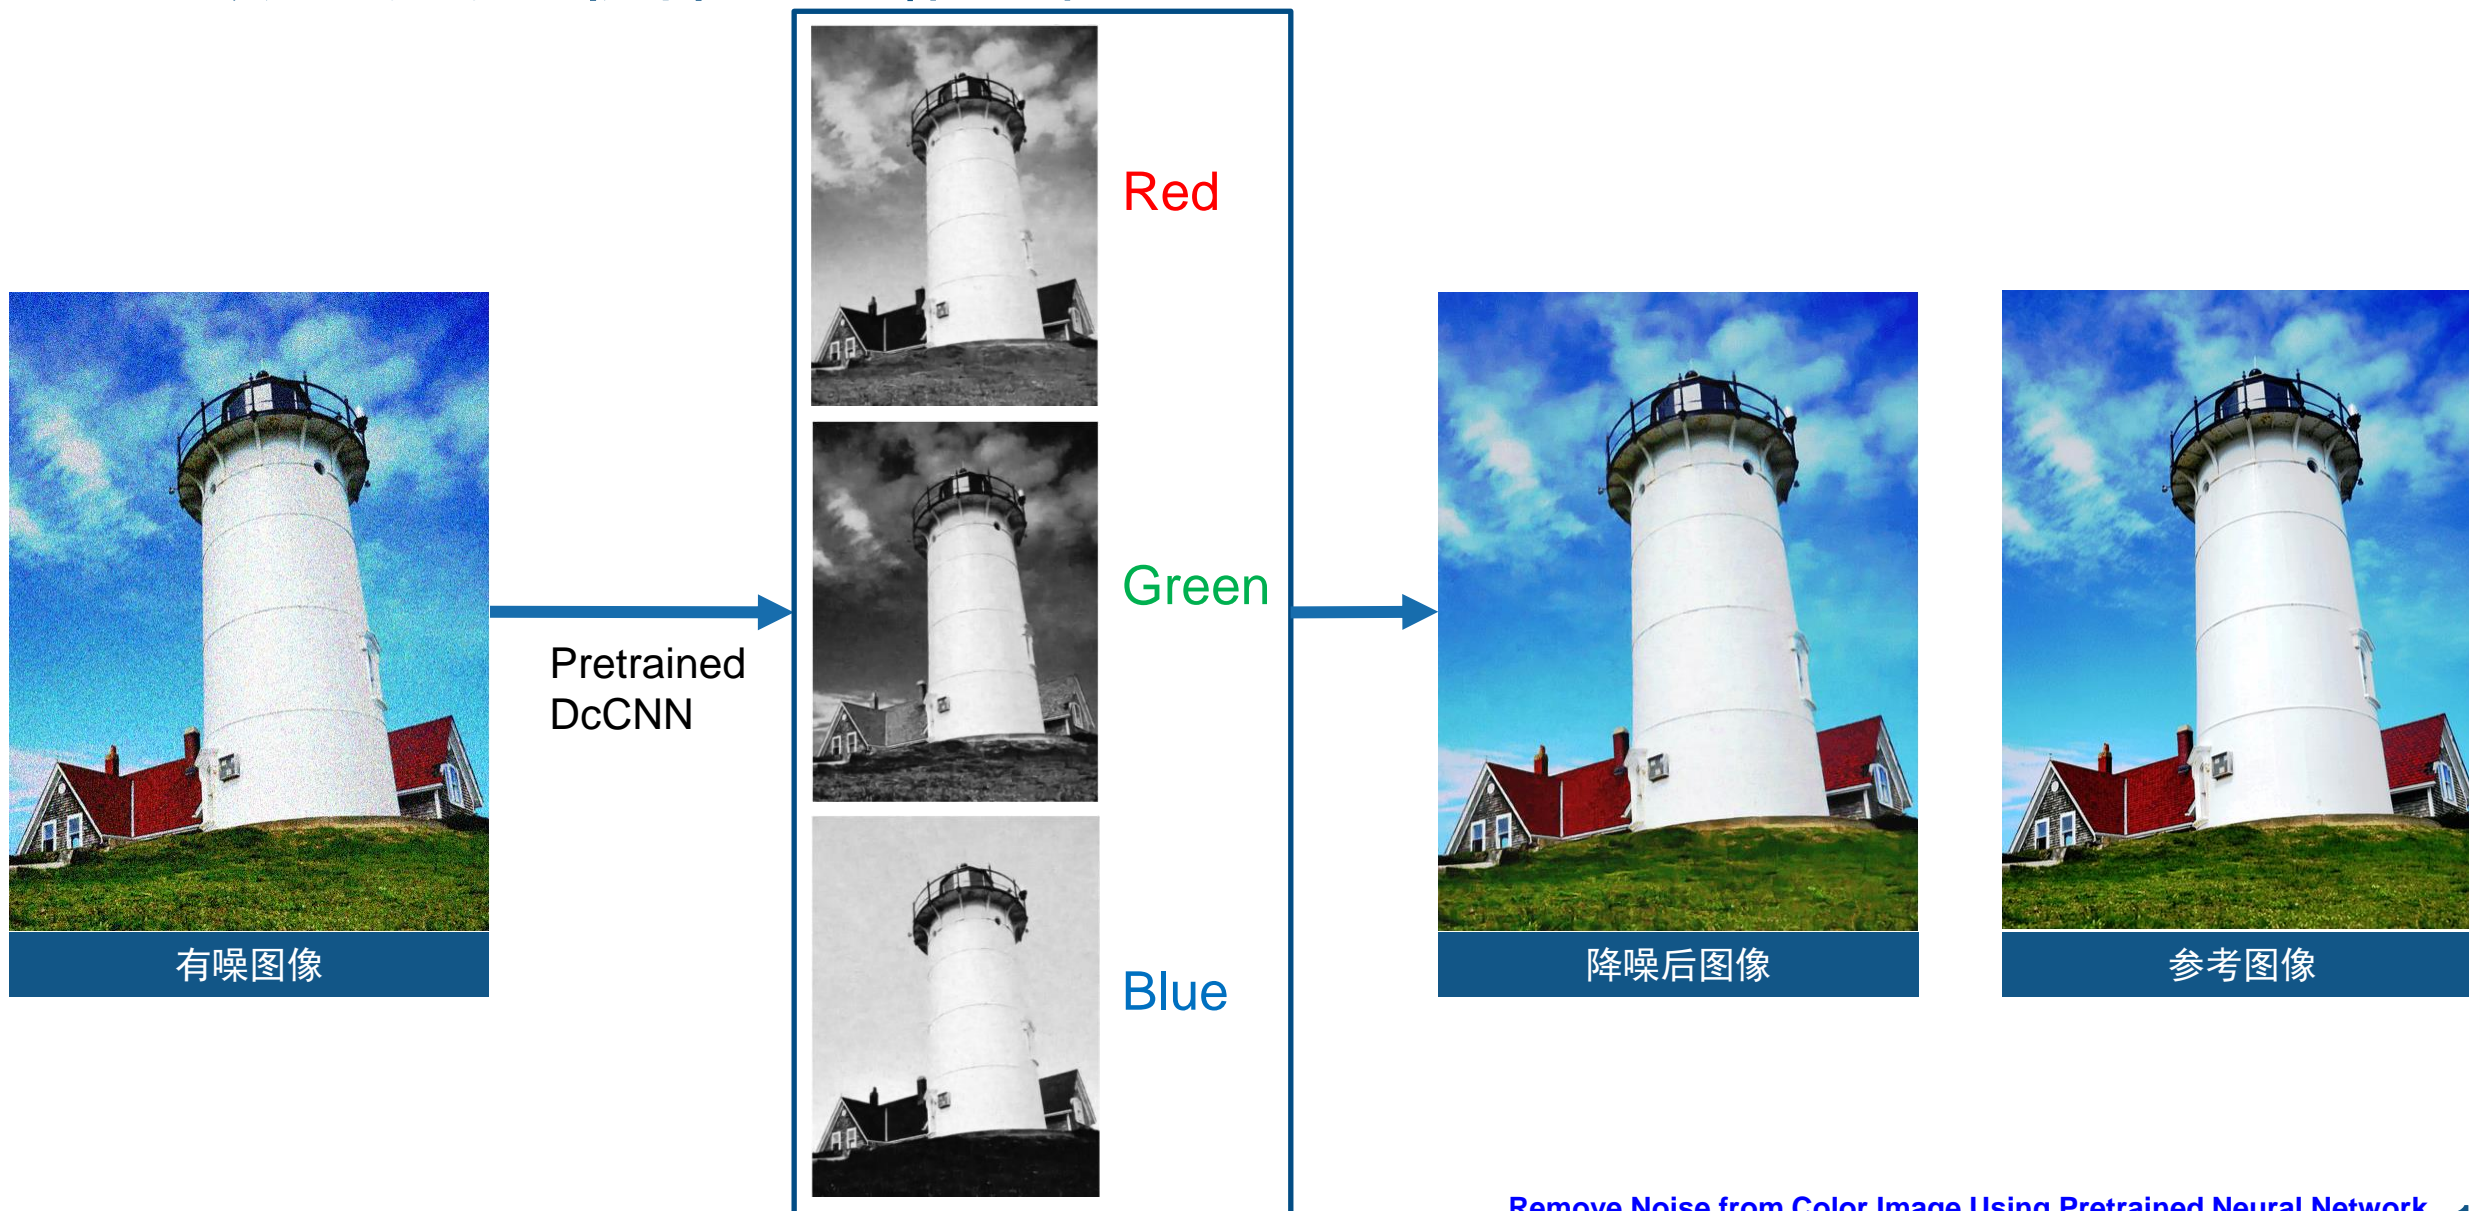 Red
Green
Blue
Pretrained
DcCNN
有噪图像
降噪后图像
参考图像
Remove Noise from Color Image Using Pretrained Neural Network